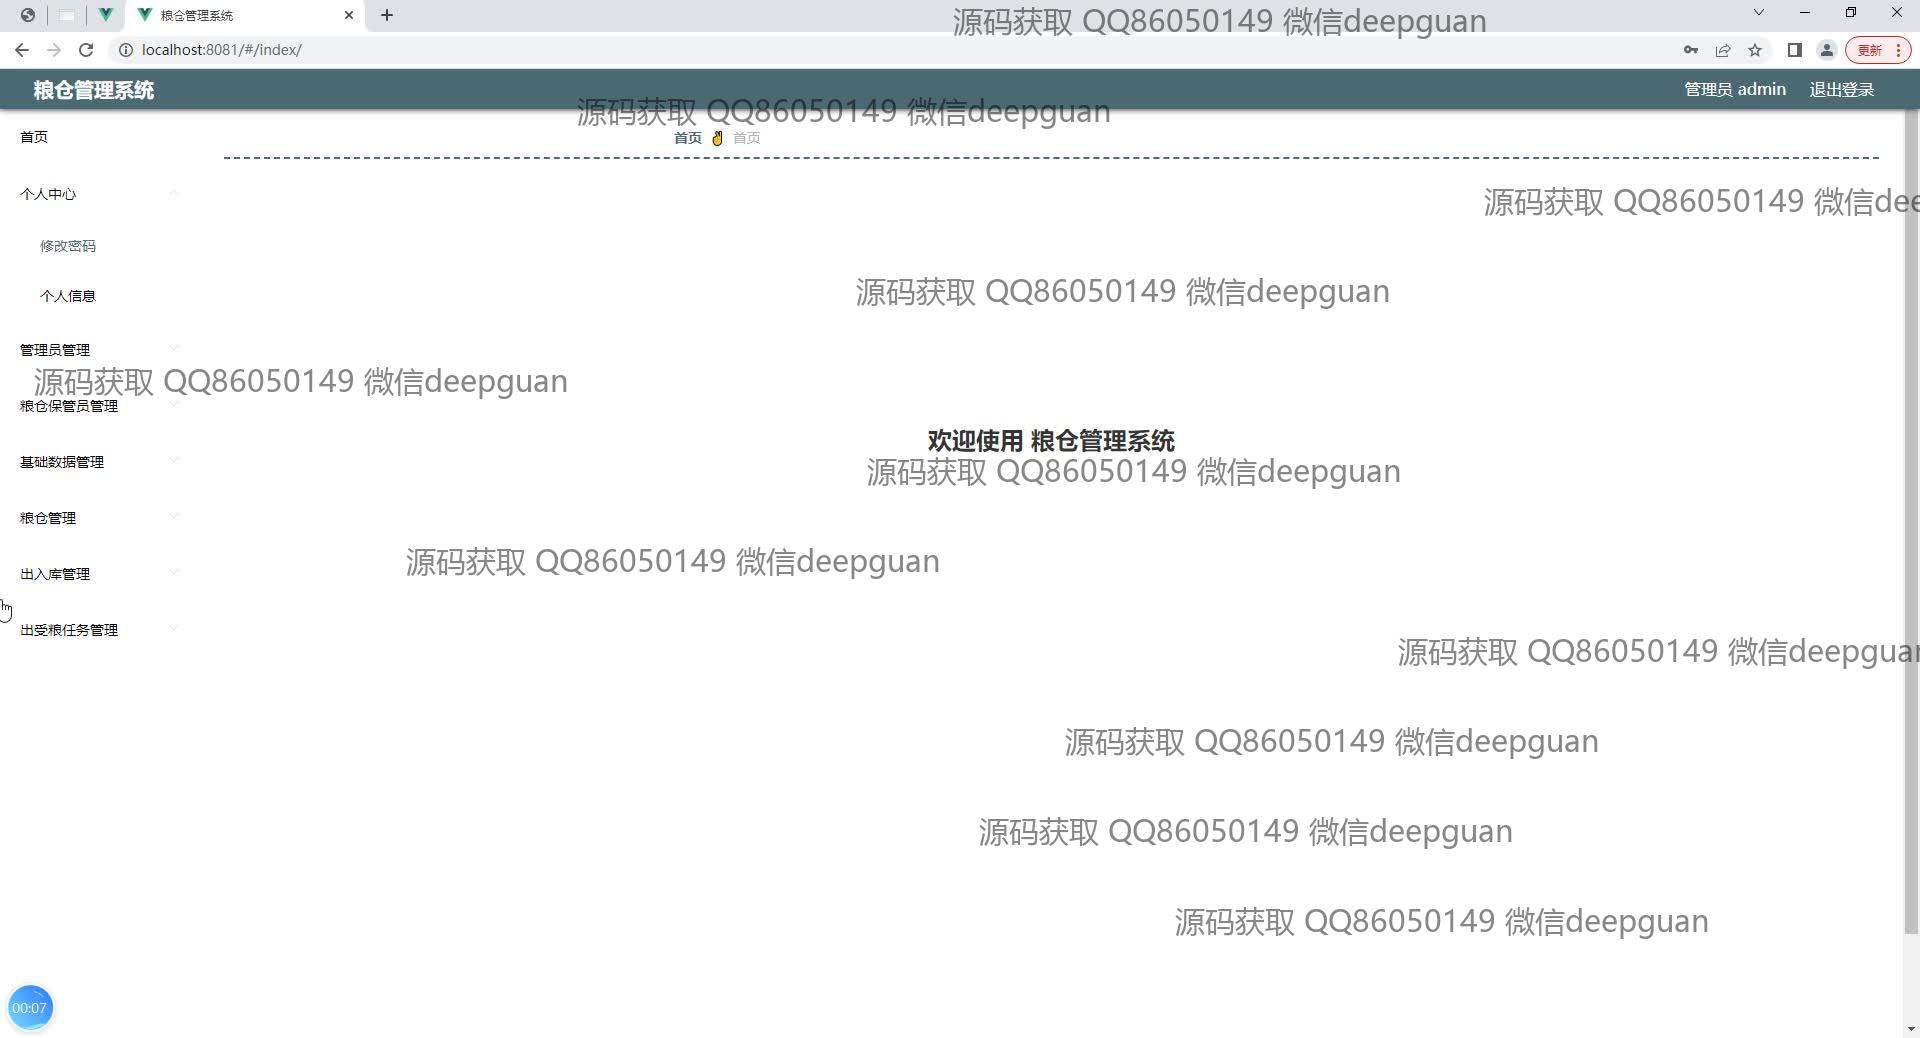 粮仓管理系统
源码获取 QQ86050149 微信deepguan
localhost:8081/#/index/
更新
粮仓管理系统
管理员 admin
退出登录
源码获取 QQ86050149 微信deepguan
首页
首页 ✌ 首页
个人中心
源码获取 QQ86050149 微信dee
修改密码
源码获取 QQ86050149 微信deepguan
个人信息
管理员管理
源码获取 QQ86050149 微信deepguan
粮仓保管员管理
欢迎使用 粮仓管理系统
基础数据管理
源码获取 QQ86050149 微信deepguan
粮仓管理
源码获取 QQ86050149 微信deepguan
出入库管理
出受粮任务管理
源码获取 QQ86050149 微信deepguan
源码获取 QQ86050149 微信deepguan
源码获取 QQ86050149 微信deepguan
源码获取 QQ86050149 微信deepguan
00:07